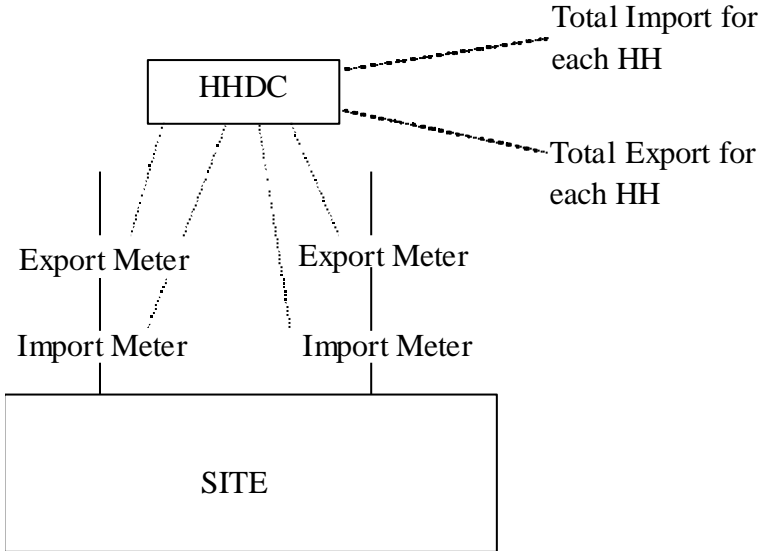 Total Import for
each HH
HHDC
Total Export for
each HH
Export Meter
Export Meter
Import Meter
Import Meter
SITE